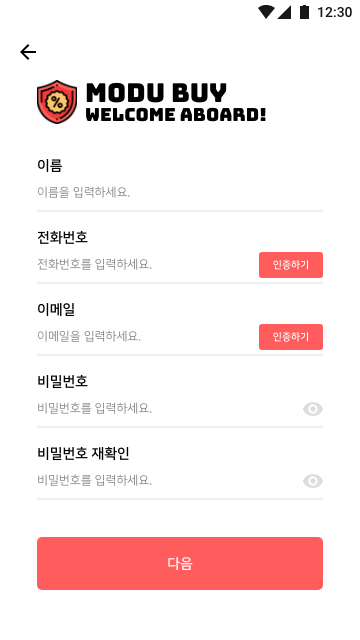 12:30
MODU BUY
WELCOME ABOARD!
이름
이름을 입력하세요.
전화번호
전화번호를 입력하세요.
인증하기
이메일
이메일을 입력하세요.
인증하기
비밀번호
비밀번호를 입력하세요.
비밀번호 재확인
비밀번호를 입력하세요.
다음